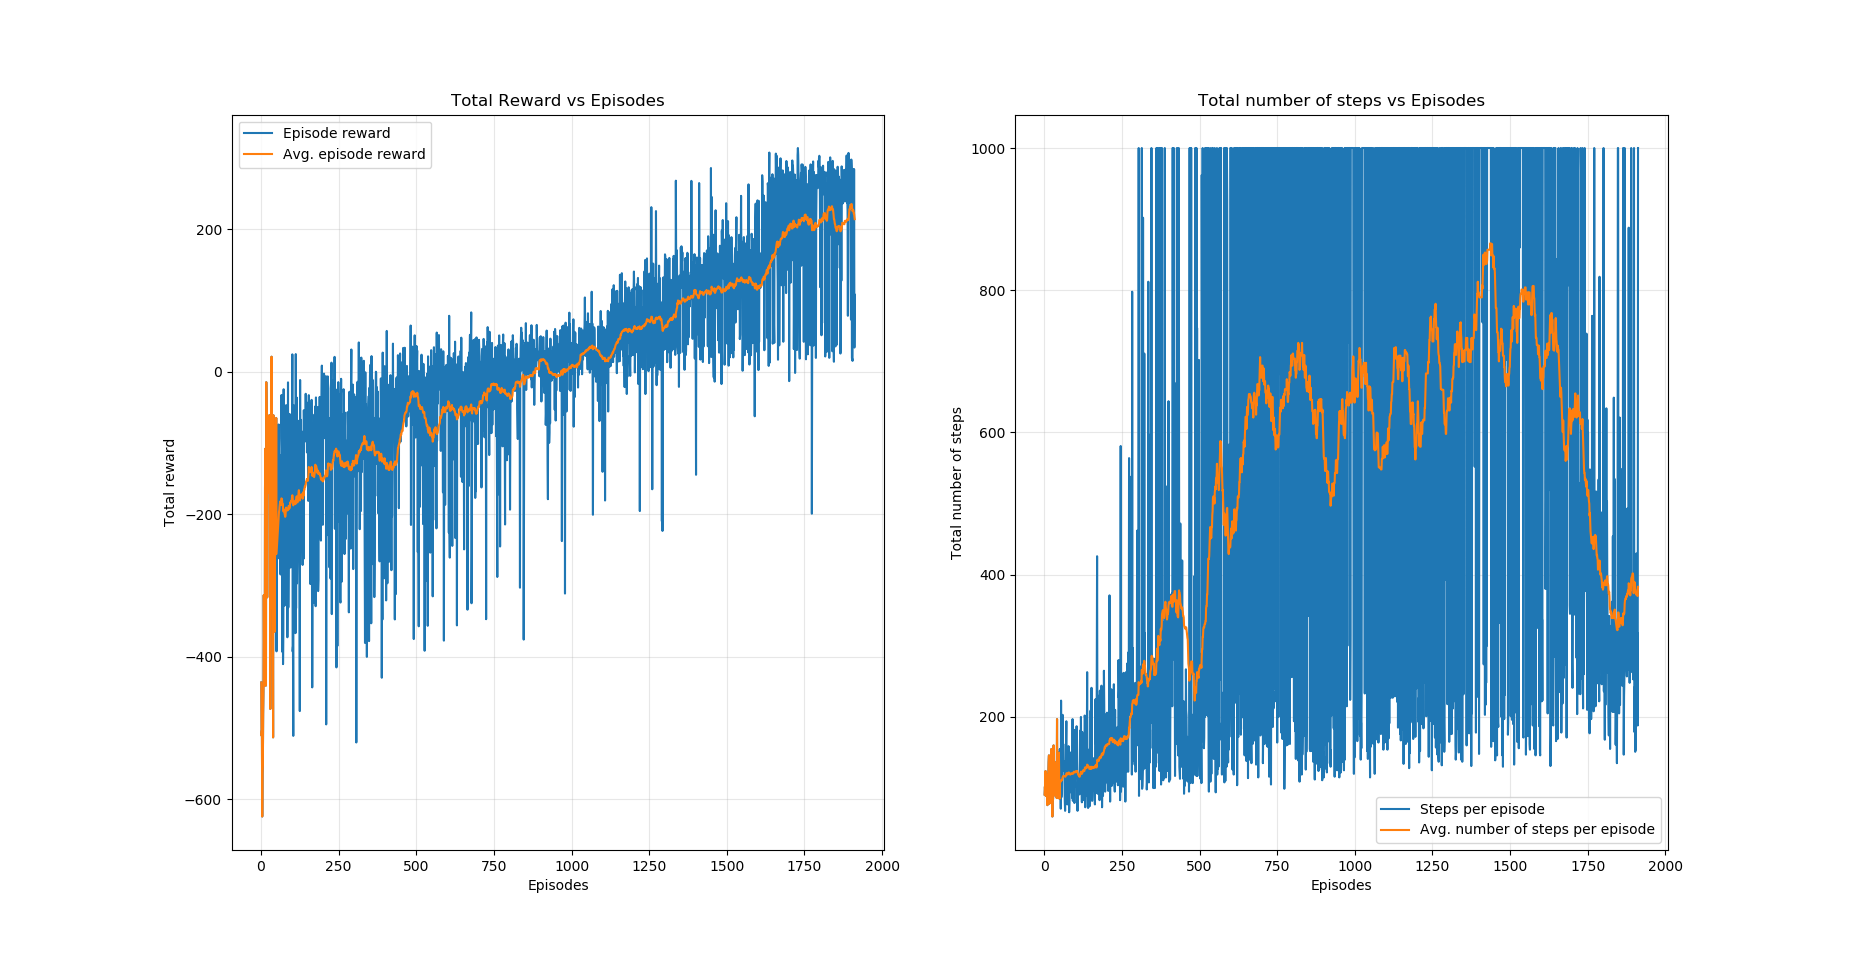 Total Reward vs Episodes
Episode reward
Avg. episode reward
200
0
−200
−400
−600
Total reward
0 250 500 750 1000 1250 1500 1750 2000
Episodes
Total number of steps vs Episodes
1000
800
600
400
200
Total number of steps
Steps per episode
Avg. number of steps per episode
0 250 500 750 1000 1250 1500 1750 2000
Episodes